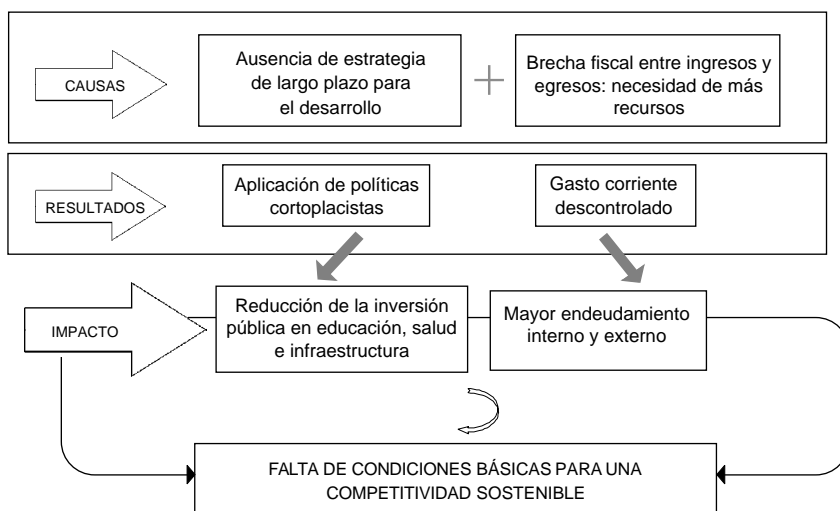 CAUSAS
Ausencia de estrategia
de largo plazo para
el desarrollo
+
Brecha fiscal entre ingresos y
egresos: necesidad de más
recursos
RESULTADOS
Aplicación de políticas
cortoplacistas
Gasto corriente
descontrolado
IMPACTO
Reducción de la inversión
pública en educación, salud
e infraestructura
Mayor endeudamiento
interno y externo
FALTA DE CONDICIONES BÁSICAS PARA UNA
COMPETITIVIDAD SOSTENIBLE